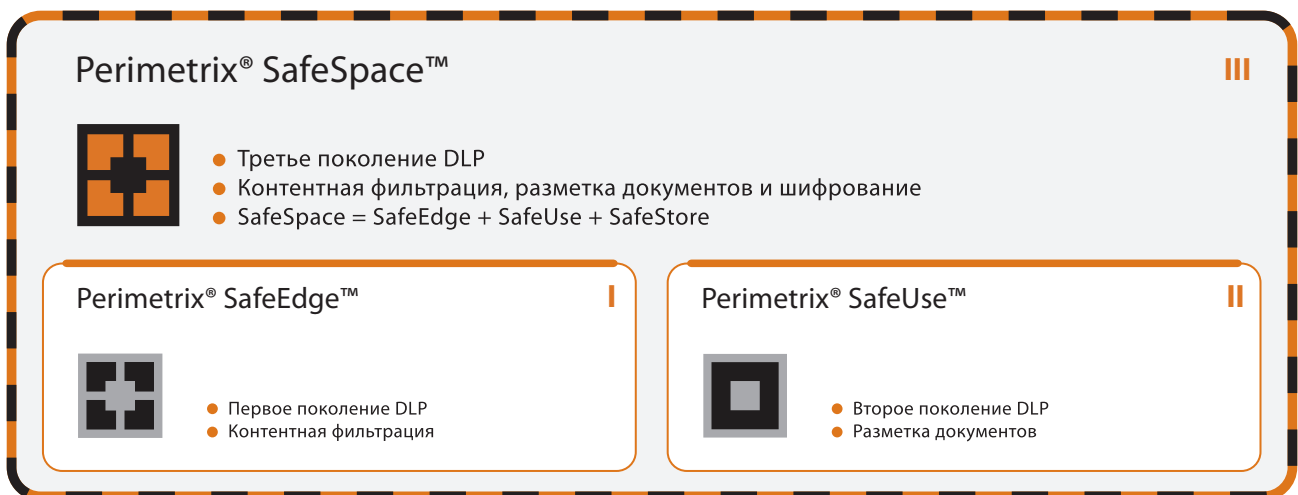 Perimetrix® SafeSpace™
III
Третье поколение DLP
Контентная фильтрация, разметка документов и шифрование
SafeSpace = SafeEdge + SafeUse + SafeStore
Perimetrix® SafeEdge™
I
Первое поколение DLP
Контентная фильтрация
Perimetrix® SafeUse™
II
Второе поколение DLP
Разметка документов